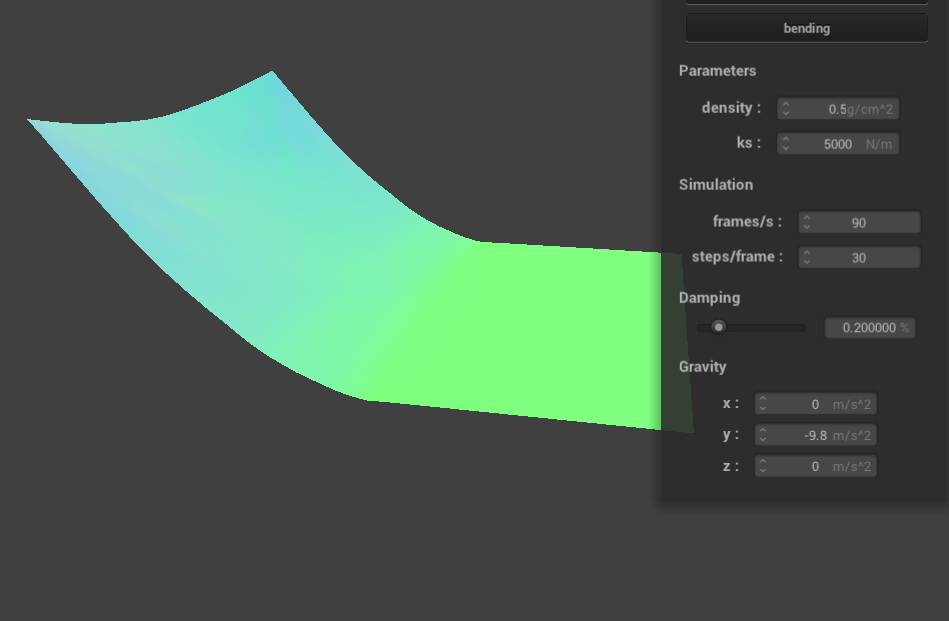 bending
Parameters
density : 0.5g/cm^2
ks : 5000 N/m
Simulation
frames/s : 90
steps/frame : 30
Damping
0.200000 %
Gravity
x : 0 m/s^2
y : -9.8 m/s^2
z : 0 m/s^2